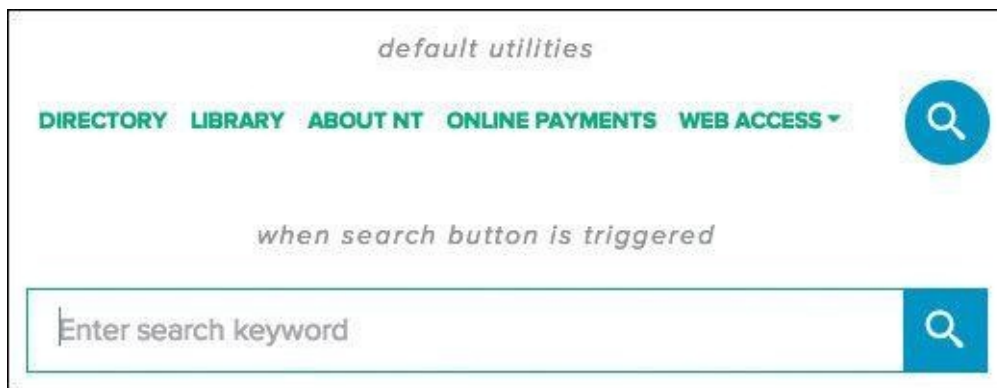 default utilities
DIRECTORY LIBRARY ABOUT NT ONLINE PAYMENTS WEB ACCESS
when search button is triggered
Enter search keyword